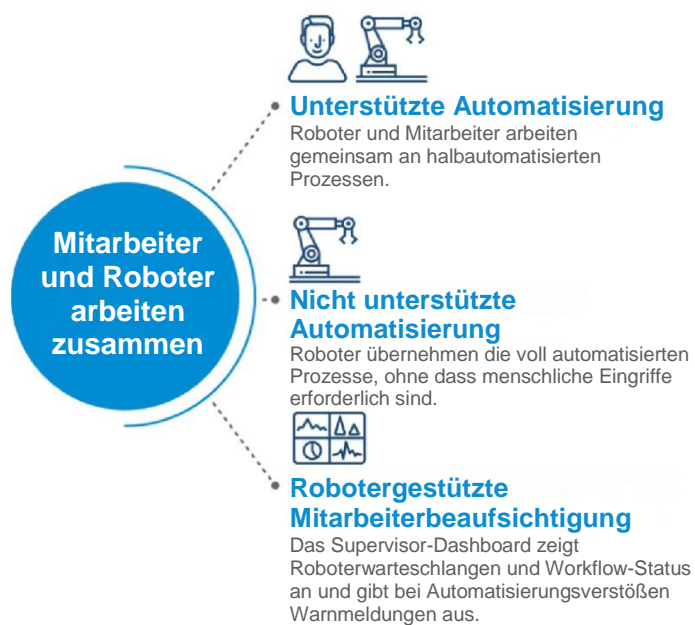 Mitarbeiter
und Roboter
arbeiten
zusammen
Unterstützte Automatisierung
Roboter und Mitarbeiter arbeiten
gemeinsam an halbautomatisierten
Prozessen.
Nicht unterstützte
Automatisierung
Roboter übernehmen die voll automatisierten
Prozesse, ohne dass menschliche Eingriffe
erforderlich sind.
Robotergestützte
Mitarbeiterbeaufsichtigung
Das Supervisor-Dashboard zeigt
Roboterwarteschlangen und Workflow-Status
an und gibt bei Automatisierungsverstößen
Warnmeldungen aus.